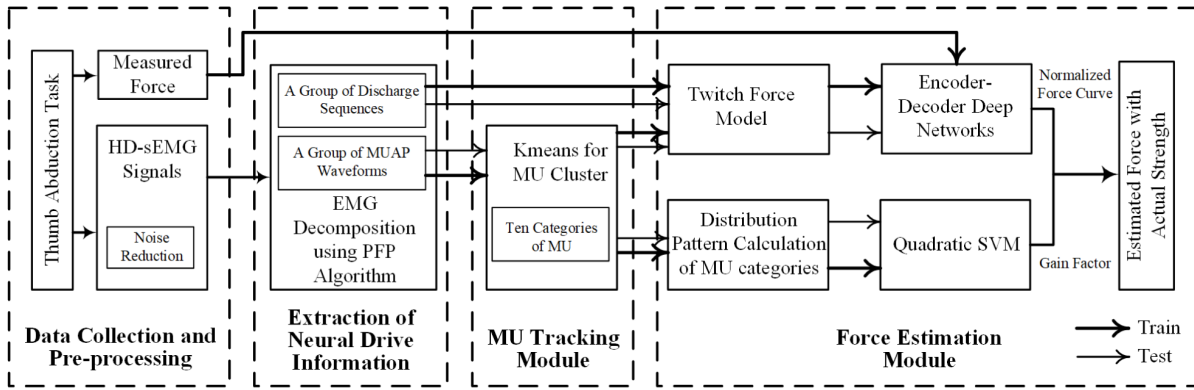 Thumb Abduction Task
Measured
Force
HD-sEMG
Signals
Noise
Reduction
Data Collection and
Pre-processing
A Group of Discharge
Sequences
A Group of MUAP
Waveforms
EMG
Decomposition
using PFP
Algorithm
Extraction of
Neural Drive
Information
Kmeans for
MU Cluster
Ten Categories
of MU
MU Tracking
Module
Twitch Force
Model
Encoder-
Decoder Deep
Networks
Normalized
Force Curve
Distribution
Pattern Calculation
of MU categories
Quadratic SVM
Gain Factor
Estimated Force with
Actual Strength
Force Estimation
Module
Train
Test